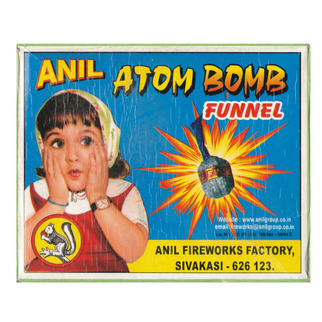 ANIL ATOM BOMB
FUNNEL
Website : www.anilgroup.co.in
email:fireworks@anilgroup.co.in
ANIL FIREWORKS FACTORY,
SIVAKASI - 626 123.